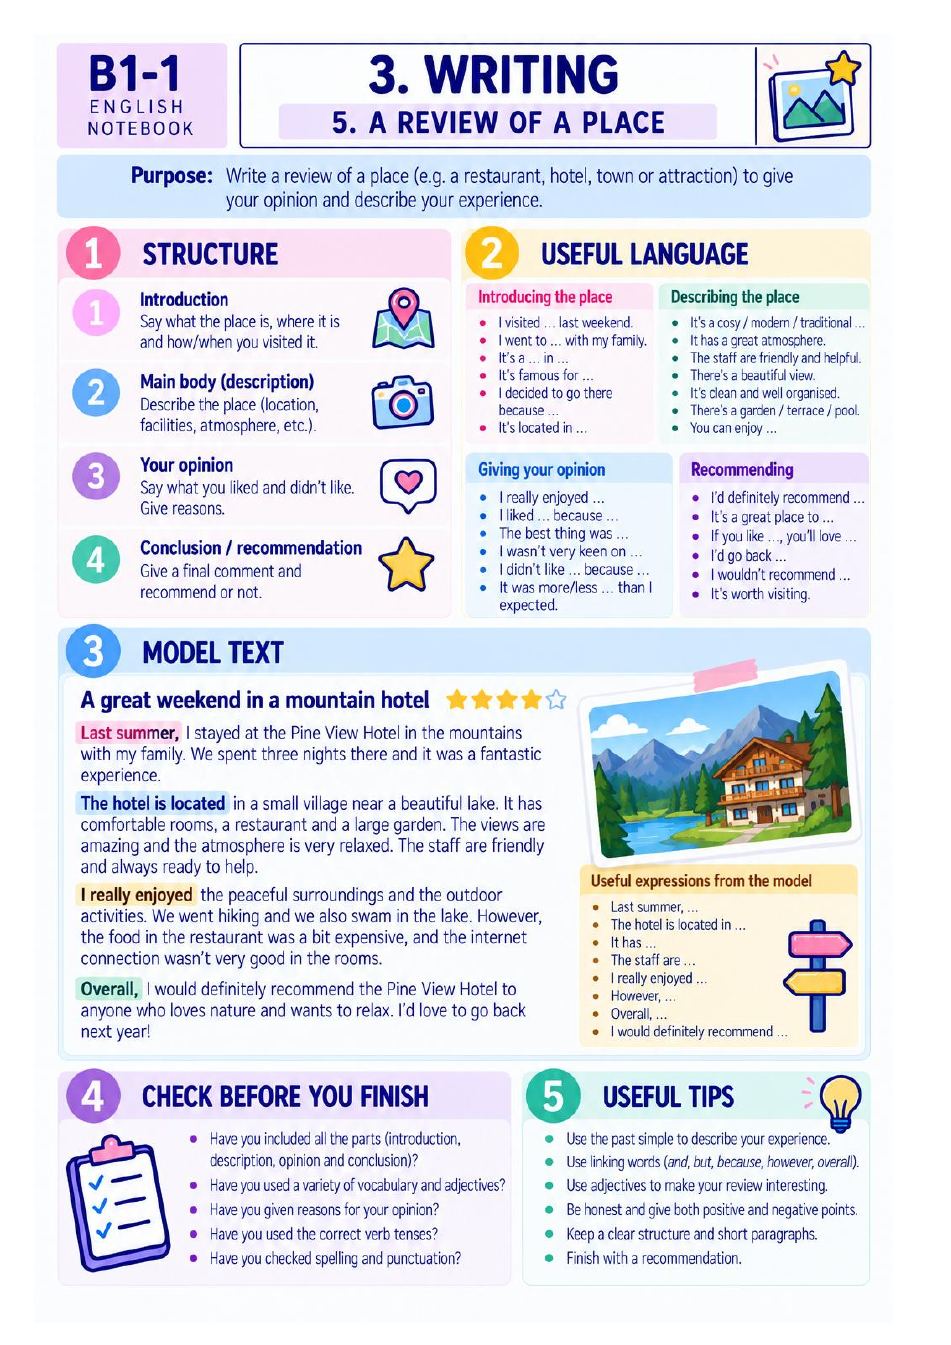 B1-1
ENGLISH
NOTEBOOK
3. WRITING
5. A REVIEW OF A PLACE
Purpose: Write a review of a place (e.g. a restaurant, hotel, town or attraction) to give
your opinion and describe your experience.
1 STRUCTURE
1 Introduction
Say what the place is, where it is
and how/when you visited it.
2 Main body (description)
Describe the place (location,
facilities, atmosphere, etc.).
3 Your opinion
Say what you liked and didn't like.
Give reasons.
4 Conclusion / recommendation
Give a final comment and
recommend or not.
2 USEFUL LANGUAGE
Introducing the place
• I visited ... last weekend.
• I went to ... with my family.
• It's a ... in ...
• It's famous for ...
• I decided to go there
because ...
• It's located in ...
Describing the place
• It's a cosy / modern / traditional ...
• It has a great atmosphere.
• The staff are friendly and helpful.
• There's a beautiful view.
• It's clean and well organised.
• There's a garden / terrace / pool.
• You can enjoy ...
Giving your opinion
• I really enjoyed ...
• I liked ... because ...
• The best thing was ...
• I wasn't very keen on ...
• I didn't like ... because ...
• It was more/less ... than I
expected.
Recommending
• I'd definitely recommend ...
• It's a great place to ...
• If you like ..., you'll love ...
• I'd go back ...
• I wouldn't recommend ...
• It's worth visiting.
3 MODEL TEXT
A great weekend in a mountain hotel
Last summer, I stayed at the Pine View Hotel in the mountains
with my family. We spent three nights there and it was a fantastic
experience.
The hotel is located in a small village near a beautiful lake. It has
comfortable rooms, a restaurant and a large garden. The views are
amazing and the atmosphere is very relaxed. The staff are friendly
and always ready to help.
I really enjoyed the peaceful surroundings and the outdoor
activities. We went hiking and we also swam in the lake. However,
the food in the restaurant was a bit expensive, and the internet
connection wasn't very good in the rooms.
Overall, I would definitely recommend the Pine View Hotel to
anyone who loves nature and wants to relax. I'd love to go back
next year!
Useful expressions from the model
• Last summer, ...
• The hotel is located in ...
• It has ...
• The staff are ...
• I really enjoyed ...
• However, ...
• Overall, ...
• I would definitely recommend ...
4 CHECK BEFORE YOU FINISH
• Have you included all the parts (introduction,
description, opinion and conclusion)?
• Have you used a variety of vocabulary and adjectives?
• Have you given reasons for your opinion?
• Have you used the correct verb tenses?
• Have you checked spelling and punctuation?
5 USEFUL TIPS
• Use the past simple to describe your experience.
• Use linking words (and, but, because, however, overall).
• Use adjectives to make your review interesting.
• Be honest and give both positive and negative points.
• Keep a clear structure and short paragraphs.
• Finish with a recommendation.